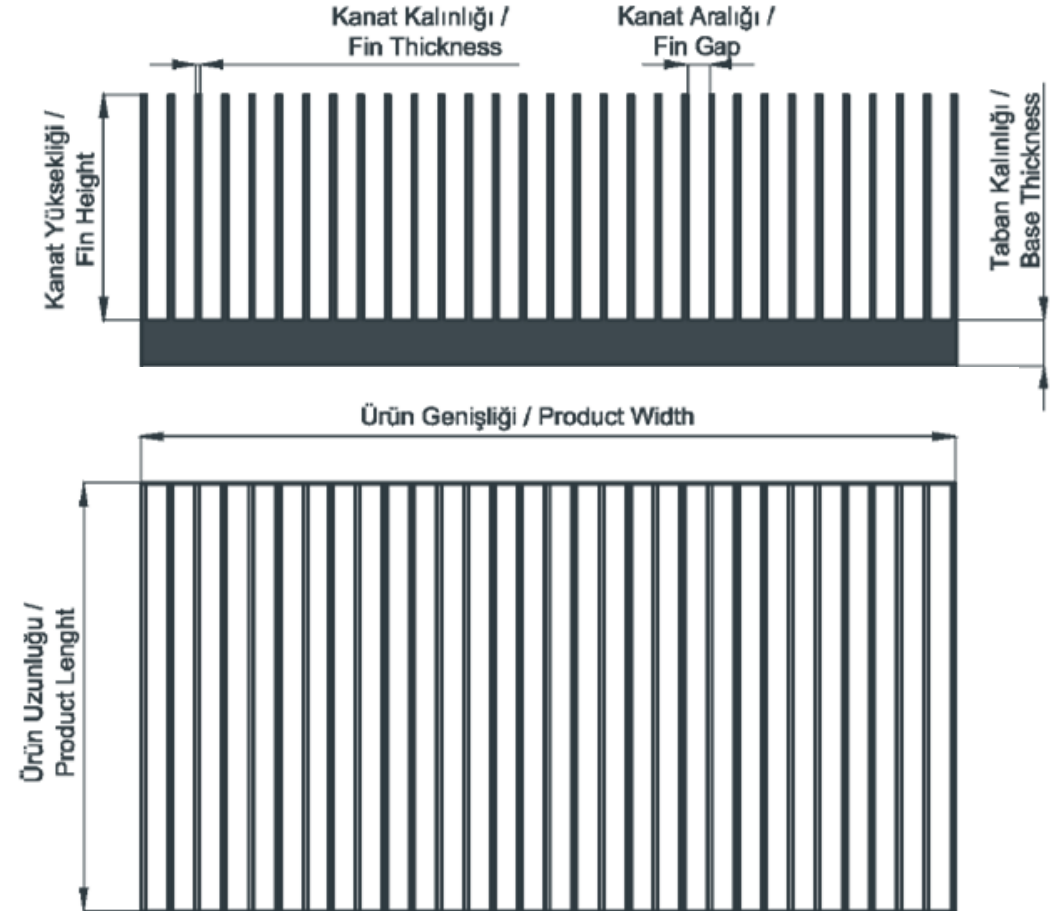 Kanat Kalınlığı /
Fin Thickness
Kanat Aralığı /
Fin Gap
Kanat Yüksekliği /
Fin Height
Taban Kalınlığı /
Base Thickness
Ürün Genişliği / Product Width
Ürün Uzunluğu /
Product Lenght